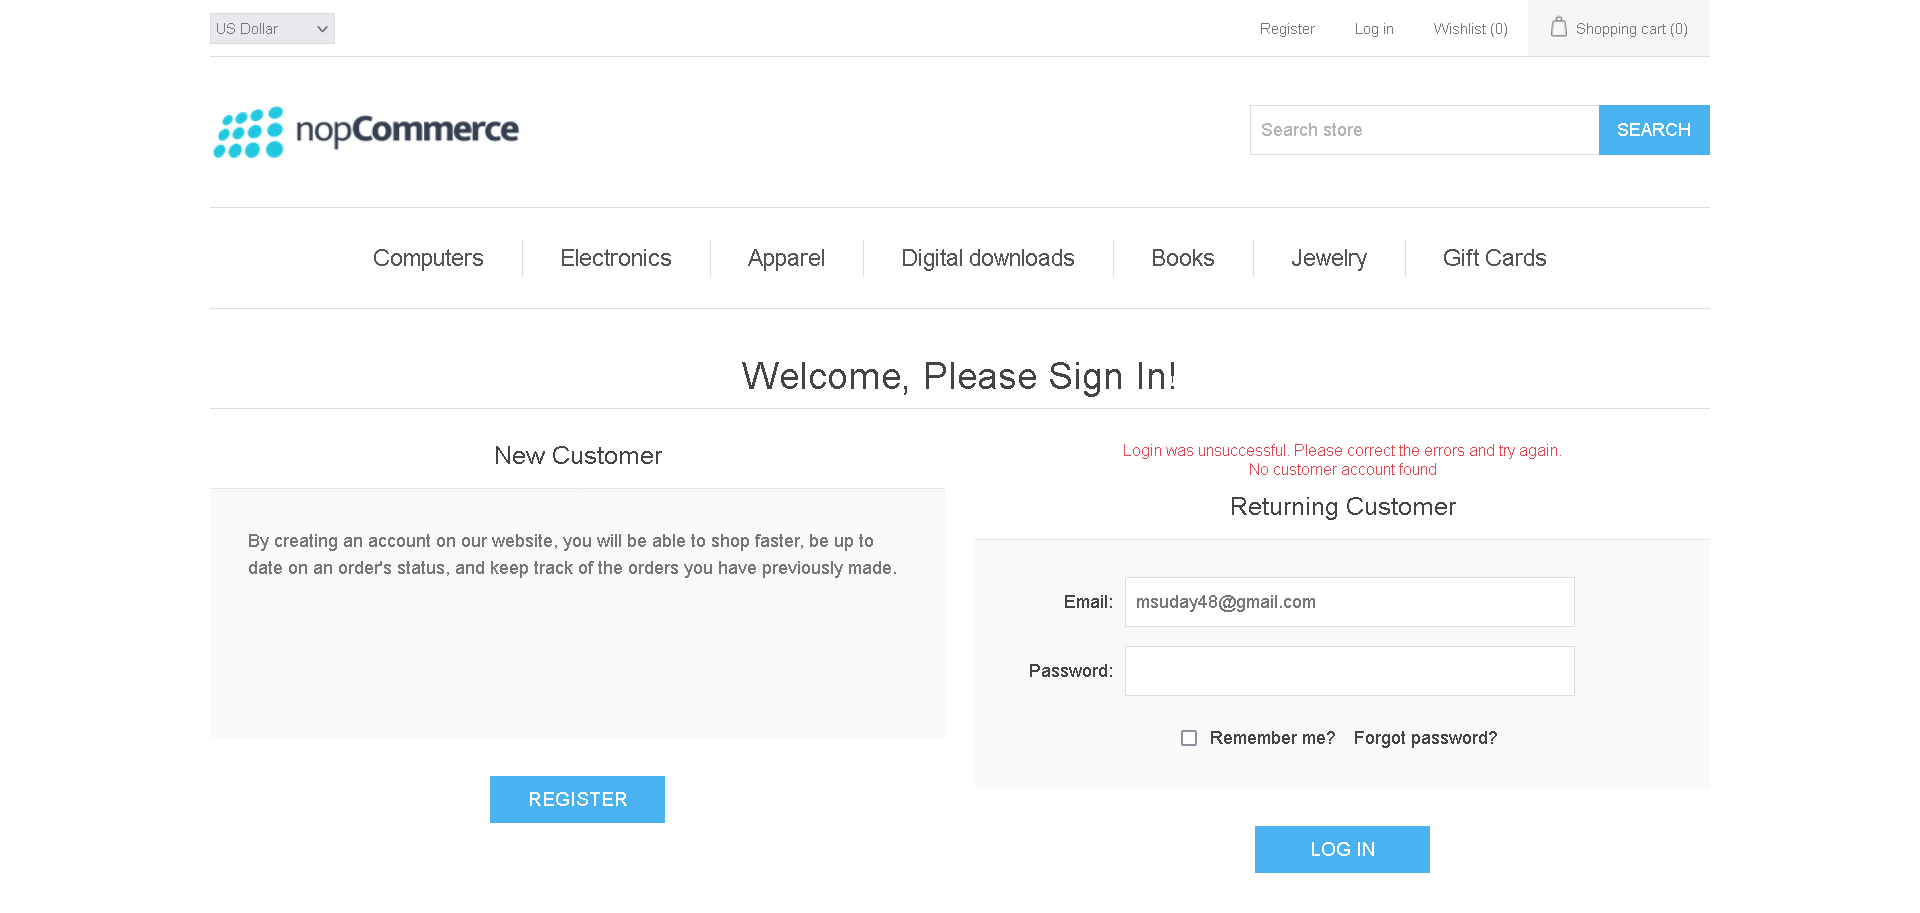 US Dollar
Register
Log in
Wishlist (0)
Shopping cart (0)
nopCommerce
Search store
SEARCH
Computers
Electronics
Apparel
Digital downloads
Books
Jewelry
Gift Cards
Welcome, Please Sign In!
New Customer
By creating an account on our website, you will be able to shop faster, be up to
date on an order's status, and keep track of the orders you have previously made.
REGISTER
Login was unsuccessful. Please correct the errors and try again.
No customer account found
Returning Customer
Email:
msuday48@gmail.com
Password:
Remember me?
Forgot password?
LOG IN